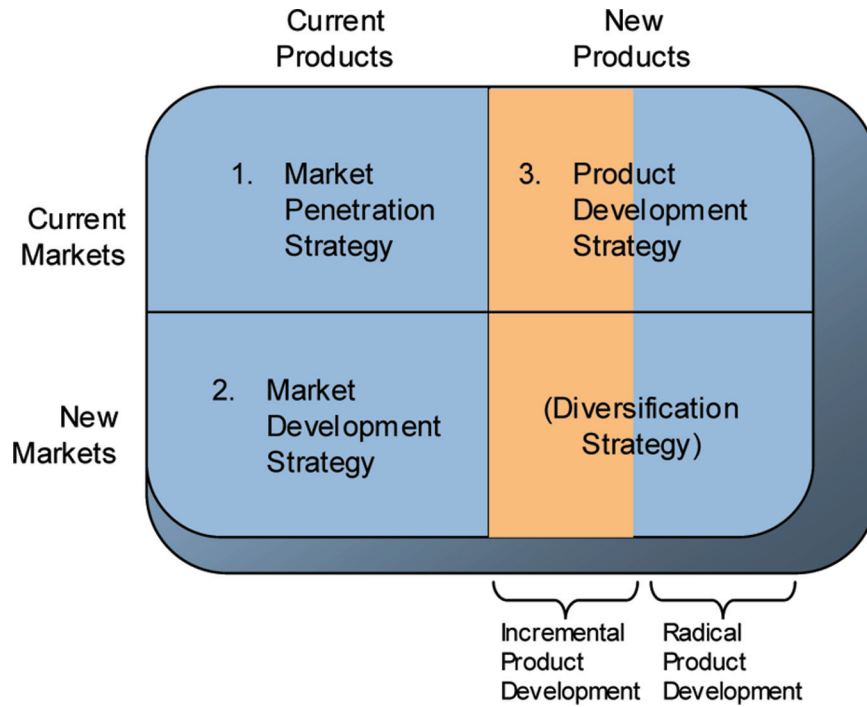 Current
Products
New
Products
Current
Markets
1. Market
Penetration
Strategy
3. Product
Development
Strategy
New
Markets
2. Market
Development
Strategy
(Diversification
Strategy)
Incremental
Product
Development
Radical
Product
Development